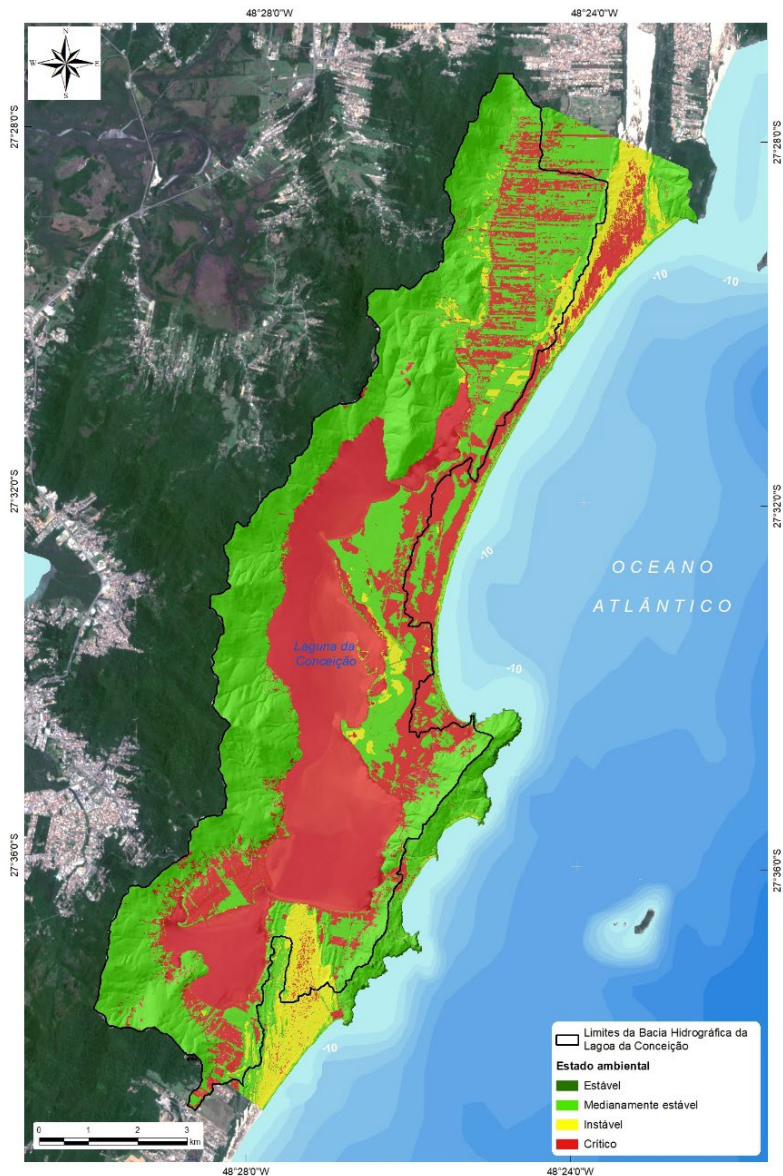 48°28'0"W
48°24'0"W
N
W
E
S
27°28'0"S
27°28'0"S
-10
-10
27°32'0"S
27°32'0"S
-10
OCEANO
ATLÂNTICO
Laguna da
Conceição
-10
27°36'0"S
27°36'0"S
-10
Limites da Bacia Hidrográfica da
Lagoa da Conceição
Estado ambiental
Estável
Medianamente estável
Instável
Crítico
0 1 2 3
km
48°28'0"W
48°24'0"W